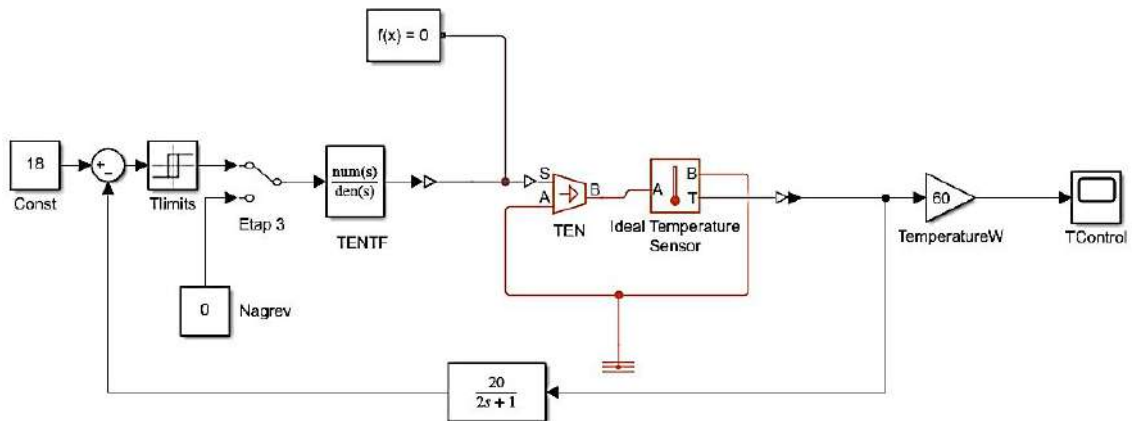 f(x) = 0
18
Const
+
−
Tlimits
Etap 3
0
Nagrev
num(s)
den(s)
TENTF
S
A
B
TEN
A
B
T
Ideal Temperature
Sensor
60
TemperatureW
TControl
20
2s + 1